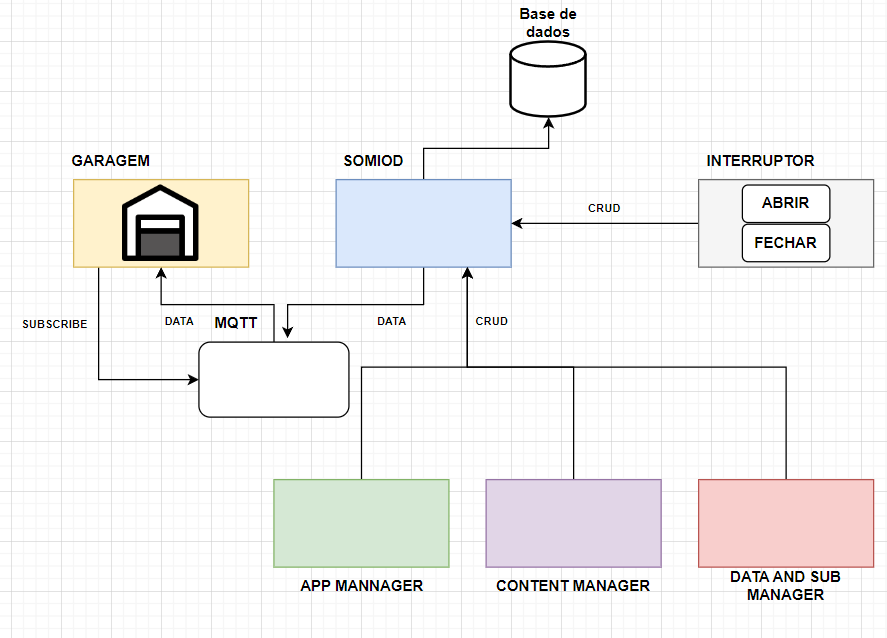 Base de
dados
GARAGEM
SOMIOD
INTERRUPTOR
ABRIR
CRUD
FECHAR
SUBSCRIBE
DATA
MQTT
DATA
CRUD
APP MANNAGER
CONTENT MANAGER
DATA AND SUB
MANAGER